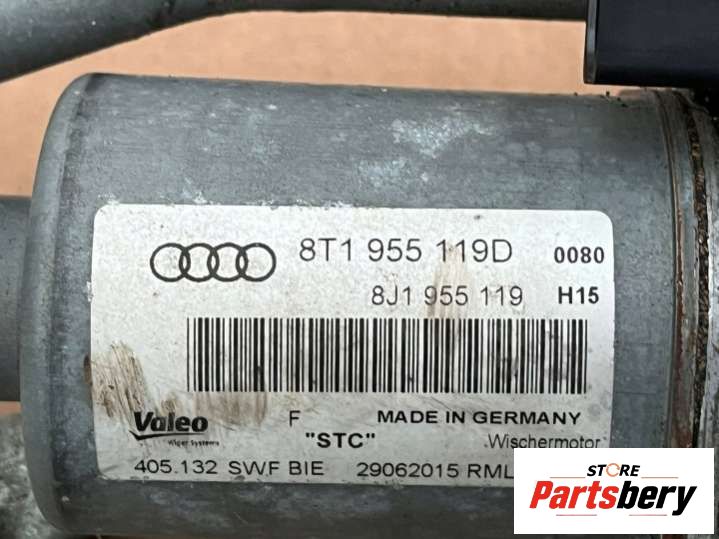 8T1 955 119D 0080
8J1 955 119 H15
Valeo F MADE IN GERMANY
Wiper Systems "STC" Wischermotor
405.132 SWF BIE 29062015 RML
STORE
Partsbery